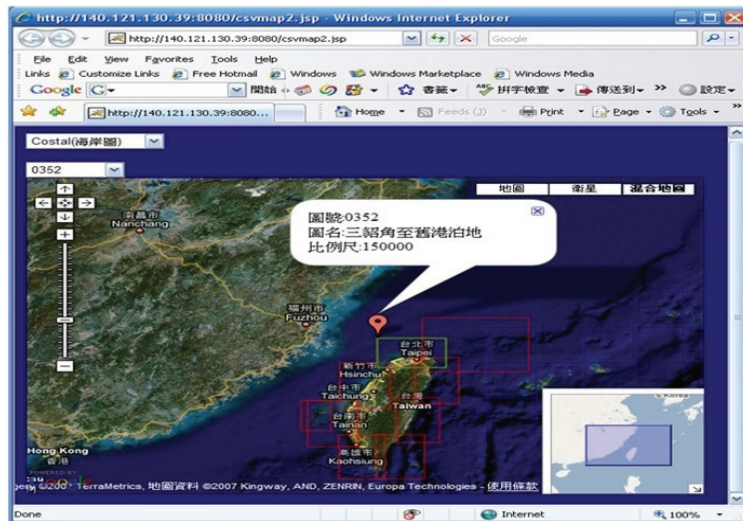 http://140.121.130.39:8080/csvmap2.jsp - Windows Internet Explorer
http://140.121.130.39:8080/csvmap2.jsp
Google
File Edit View Favorites Tools Help
Links Customize Links Free Hotmail Windows Windows Marketplace Windows Media
Google G 開始 書籤 ABC 拼字檢查 傳送到 >> 設定
http://140.121.130.39:8080... Home Feeds (J) Print Page Tools >>
Costal(海岸圖)
0352
地圖 衛星 混合地圖
圖號:0352
圖名:三貂角至舊港泊地
比例尺:150000
南昌市
Nanchang
福州市
Fuzhou
台北市
Taipei
新竹市
Hsinchu
台中市
Taichung
台灣
Taiwan
台南市
Tainan
高雄市
Kaohsiung
Hong Kong
香港
S Korea
POWERED BY
©2007 TerraMetrics, 地圖資料 ©2007 Kingway, AND, ZENRIN, Europa Technologies - 使用條款
Done Internet 100%